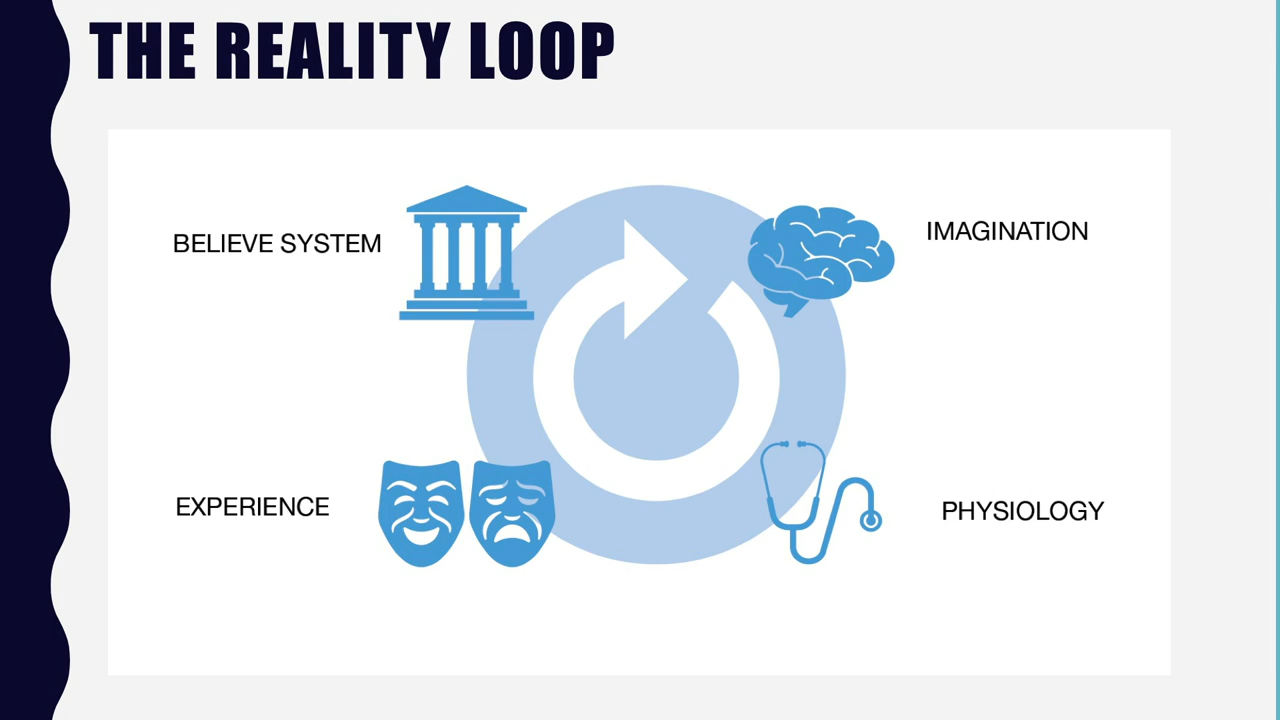 THE REALITY LOOP
BELIEVE SYSTEM
IMAGINATION
EXPERIENCE
PHYSIOLOGY